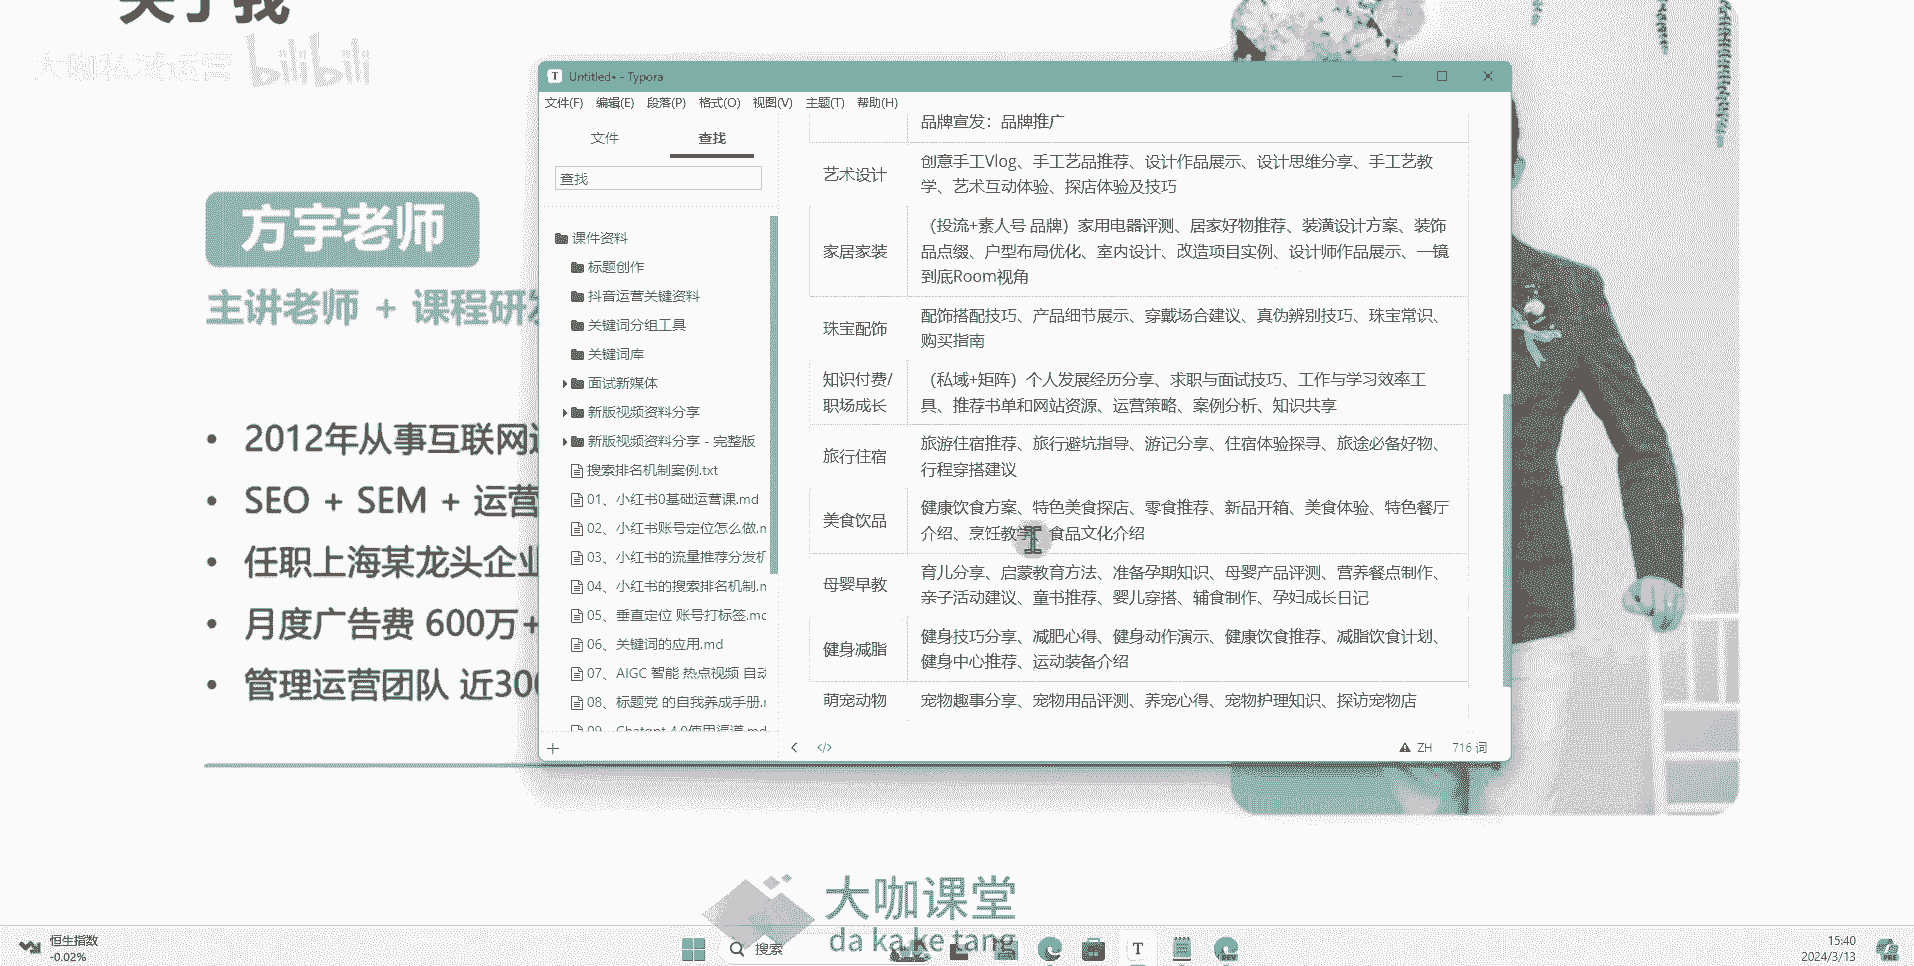 关于我
大咖私域运营 bilibili
方宇老师
主讲老师 + 课程研发
• 2012年从事互联网运
• SEO + SEM + 运营
• 任职上海某龙头企业
• 月度广告费 600万+
• 管理运营团队 近300
Untitled• - Typora
文件(F) 编辑(E) 段落(P) 格式(O) 视图(V) 主题(T) 帮助(H)
文件 查找
查找
课件资料
标题创作
抖音运营关键资料
关键词分组工具
关键词库
面试新媒体
新版视频资料分享
新版视频资料分享 - 完整版
搜索排名机制案例.txt
01、小红书0基础运营课.md
02、小红书账号定位怎么做.m
03、小红书的流量推荐分发机
04、小红书的搜索排名机制.m
05、垂直定位 账号打标签.mc
06、关键词的应用.md
07、AIGC 智能 热点视频 自动
08、标题党 的自我养成手册.r
09、Chatgpt 4.0使用渠道.md
品牌宣发：品牌推广
艺术设计
创意手工Vlog、手工艺品推荐、设计作品展示、设计思维分享、手工艺教
学、艺术互动体验、探店体验及技巧
家居家装
（投流+素人号 品牌）家用电器评测、居家好物推荐、装潢设计方案、装饰
品点缀、户型布局优化、室内设计、改造项目实例、设计师作品展示、一镜
到底Room视角
珠宝配饰
配饰搭配技巧、产品细节展示、穿戴场合建议、真伪辨别技巧、珠宝常识、
购买指南
知识付费/
职场成长
（私域+矩阵）个人发展经历分享、求职与面试技巧、工作与学习效率工
具、推荐书单和网站资源、运营策略、案例分析、知识共享
旅行住宿
旅游住宿推荐、旅行避坑指导、游记分享、住宿体验探寻、旅途必备好物、
行程穿搭建议
美食饮品
健康饮食方案、特色美食探店、零食推荐、新品开箱、美食体验、特色餐厅
介绍、烹饪教学、食品文化介绍
母婴早教
育儿分享、启蒙教育方法、准备孕期知识、母婴产品评测、营养餐点制作、
亲子活动建议、童书推荐、婴儿穿搭、辅食制作、孕妇成长日记
健身减脂
健身技巧分享、减肥心得、健身动作演示、健康饮食推荐、减脂饮食计划、
健身中心推荐、运动装备介绍
萌宠动物
宠物趣事分享、宠物用品评测、养宠心得、宠物护理知识、探访宠物店
ZH 716 词
大咖课堂
da ka ke tang
恒生指数
-0.02%
搜索
15:40
2024/3/13